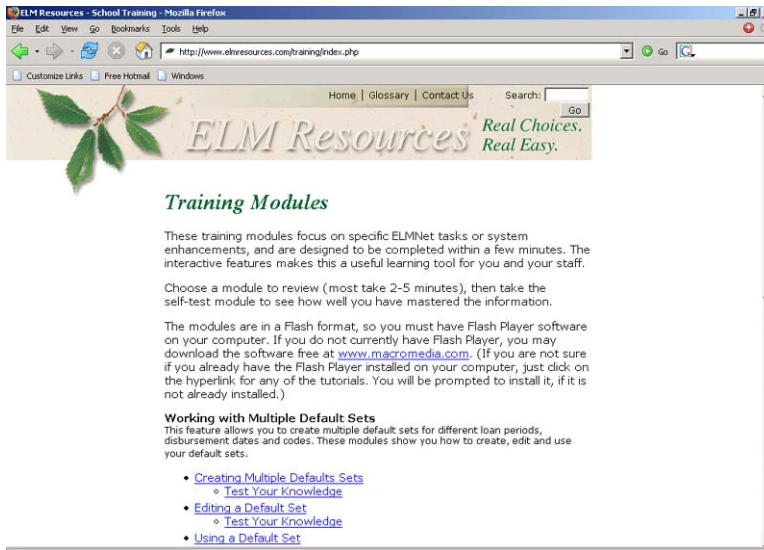 ELM Resources - School Training - Mozilla Firefox
File Edit View Go Bookmarks Tools Help
http://www.elmresources.com/training/index.php
Go
Customize Links Free Hotmail Windows
Home | Glossary | Contact Us Search:
Go
ELM Resources
Real Choices.
Real Easy.
Training Modules
These training modules focus on specific ELMNet tasks or system
enhancements, and are designed to be completed within a few minutes. The
interactive features makes this a useful learning tool for you and your staff.
Choose a module to review (most take 2-5 minutes), then take the
self-test module to see how well you have mastered the information.
The modules are in a Flash format, so you must have Flash Player software
on your computer. If you do not currently have Flash Player, you may
download the software free at www.macromedia.com. (If you are not sure
if you already have the Flash Player installed on your computer, just click on
the hyperlink for any of the tutorials. You will be prompted to install it, if it is
not already installed.)
Working with Multiple Default Sets
This feature allows you to create multiple default sets for different loan periods,
disbursement dates and codes. These modules show you how to create, edit and use
your default sets.
Creating Multiple Defaults Sets
Test Your Knowledge
Editing a Default Set
Test Your Knowledge
Using a Default Set